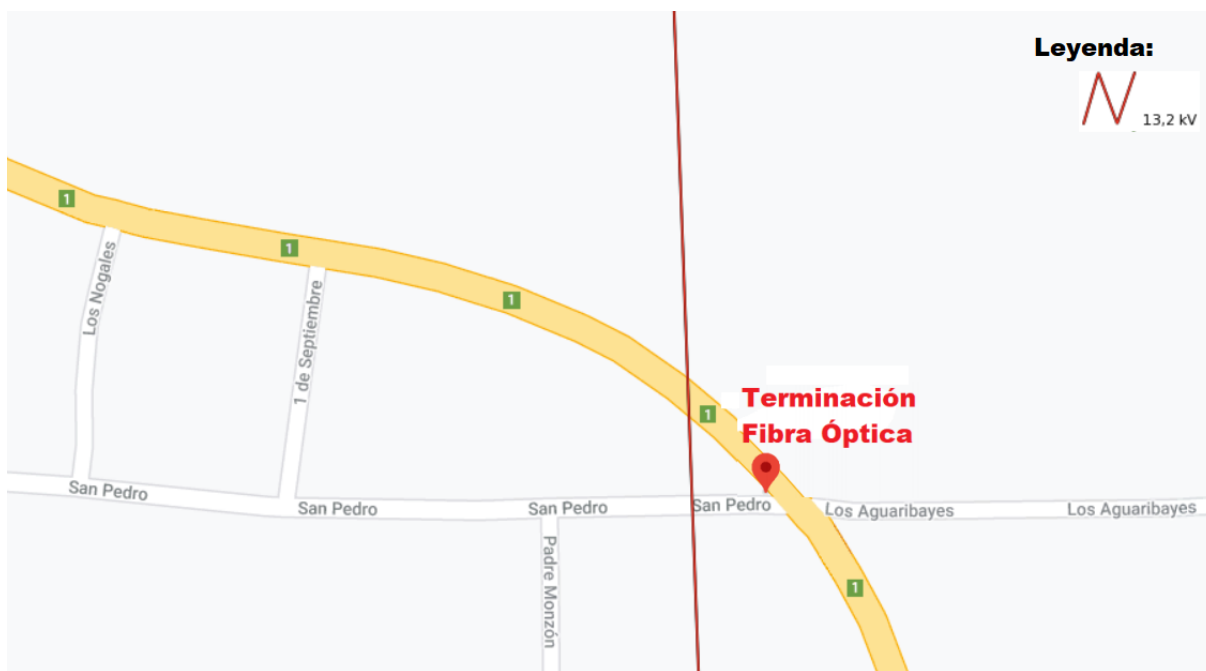 Leyenda:
13,2 kV
1
Los Nogales
1
1 de Septiembre
1
1
Terminación
Fibra Óptica
San Pedro
San Pedro
San Pedro
San Pedro
Los Aguaribayes
Los Aguaribayes
Padre Monzón
1